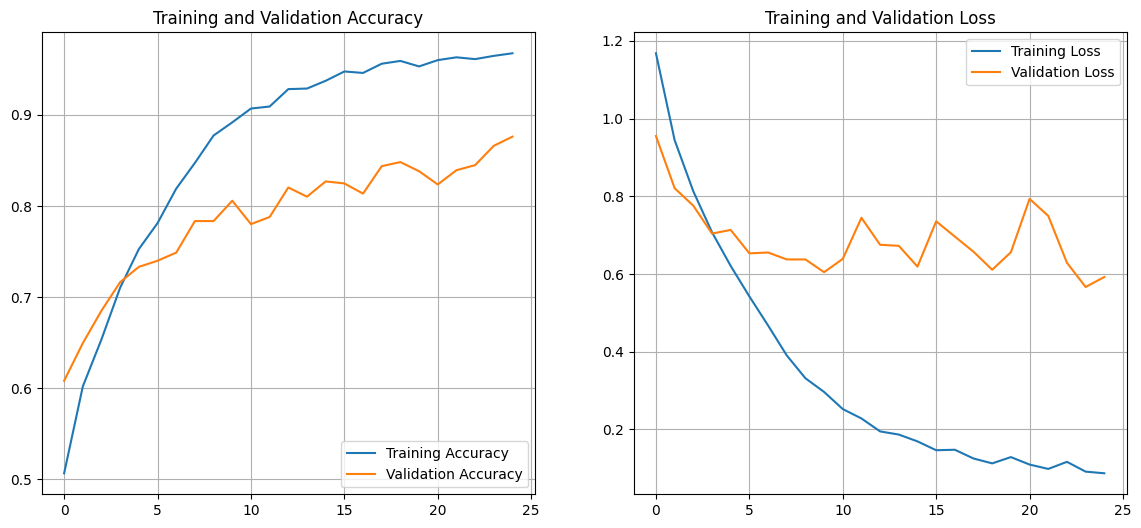 Training and Validation Accuracy
0.9
0.8
0.7
0.6
0.5
0 5 10 15 20 25
Training Accuracy
Validation Accuracy
Training and Validation Loss
1.2
1.0
0.8
0.6
0.4
0.2
0 5 10 15 20 25
Training Loss
Validation Loss